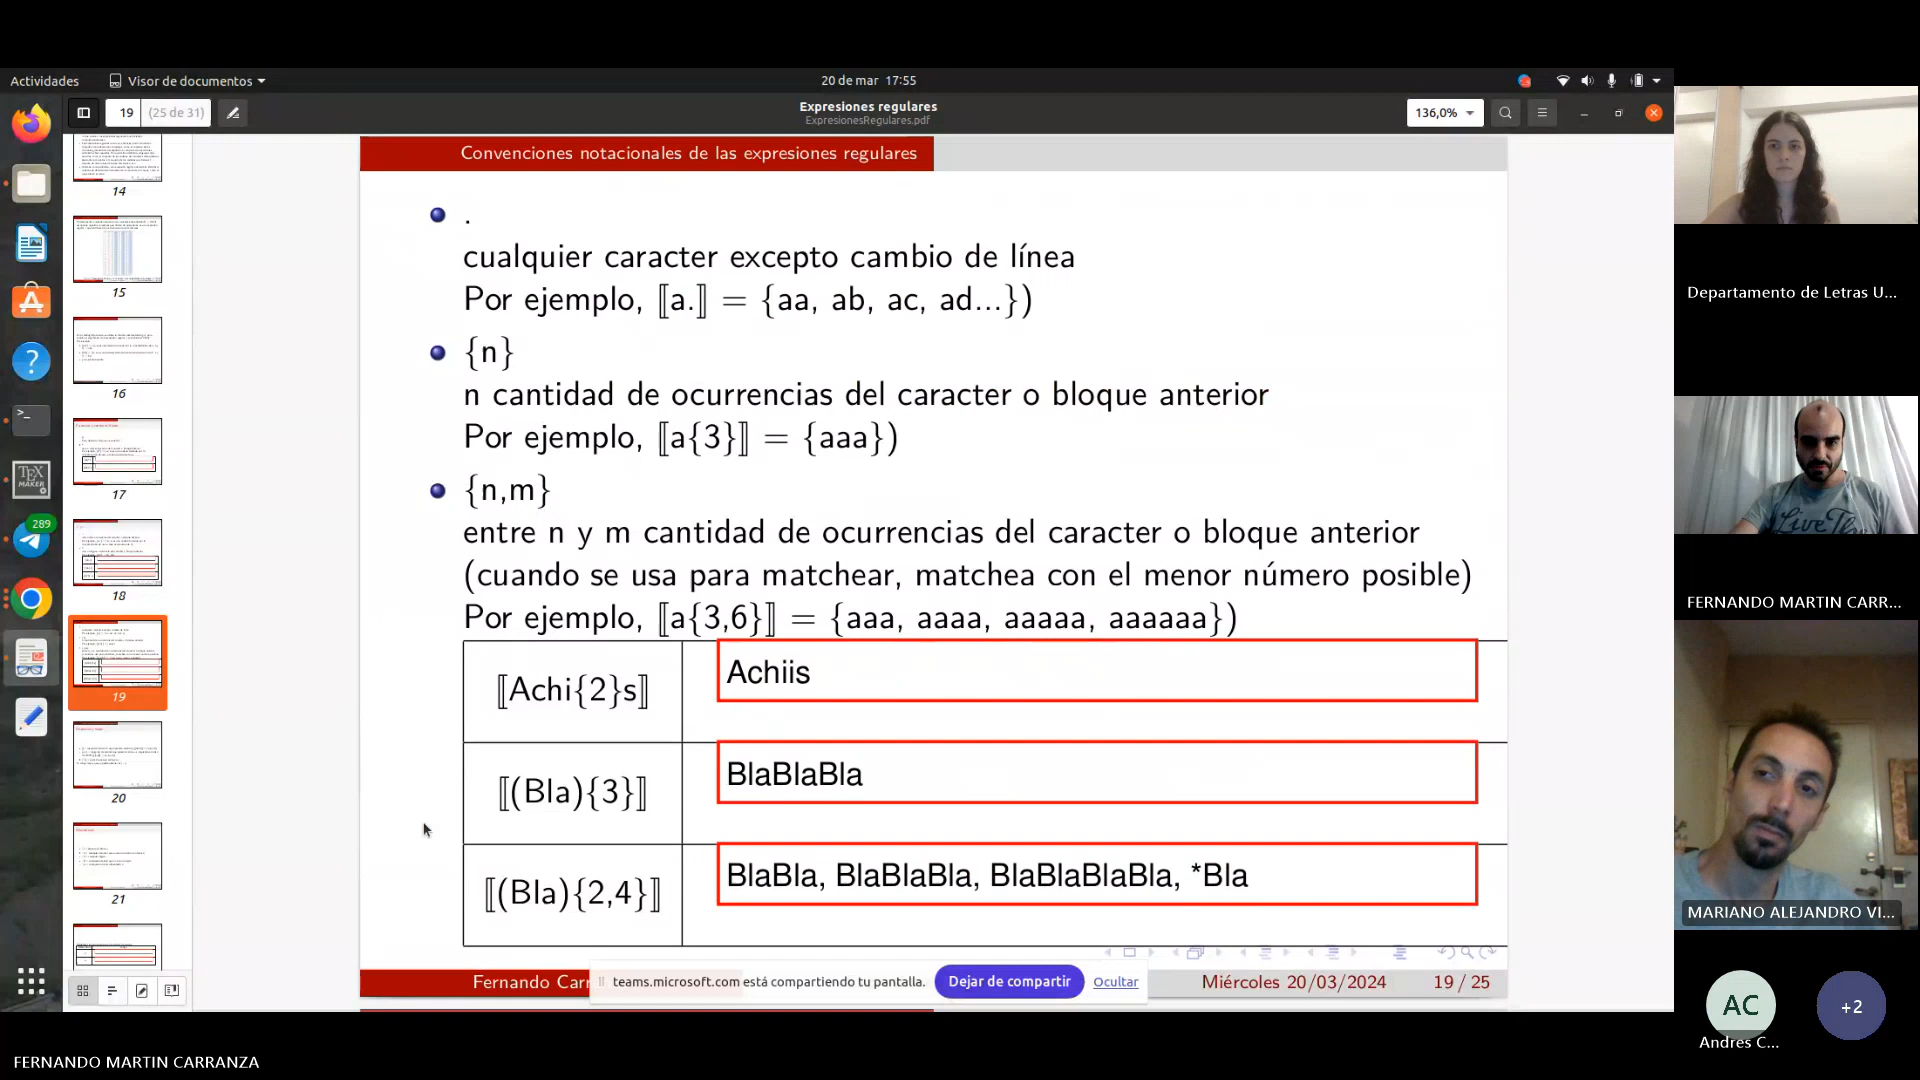 Actividades
Visor de documentos
20 de mar 17:55
19
(25 de 31)
Expresiones regulares
ExpresionesRegulares.pdf
136,0%
Convenciones notacionales de las expresiones regulares
.
cualquier caracter excepto cambio de línea
Por ejemplo, ⟦a.⟧ = {aa, ab, ac, ad...})
{n}
n cantidad de ocurrencias del caracter o bloque anterior
Por ejemplo, ⟦a{3}⟧ = {aaa})
{n,m}
entre n y m cantidad de ocurrencias del caracter o bloque anterior
(cuando se usa para matchear, matchea con el menor número posible)
Por ejemplo, ⟦a{3,6}⟧ = {aaa, aaaa, aaaaa, aaaaaa})
⟦Achi{2}s⟧
Achiis
⟦(Bla){3}⟧
BlaBlaBla
⟦(Bla){2,4}⟧
BlaBla, BlaBlaBla, BlaBlaBlaBla, *Bla
Fernando Car
teams.microsoft.com está compartiendo tu pantalla.
Dejar de compartir
Ocultar
Miércoles 20/03/2024
19 / 25
14
15
16
17
18
19
20
21
289
TEX
MAKER
Departamento de Letras U...
FERNANDO MARTIN CARR...
MARIANO ALEJANDRO VI...
AC
Andres C...
+2
FERNANDO MARTIN CARRANZA